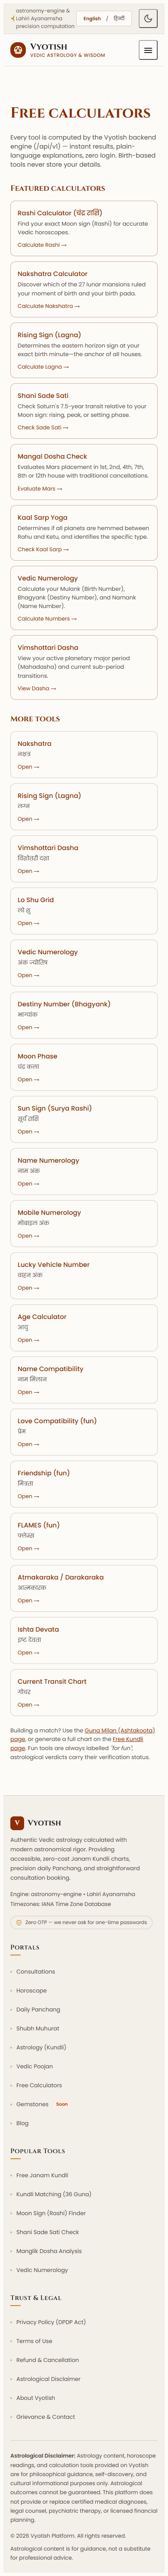 astronomy-engine &
Lahiri Ayanamsha
precision computation
English / हिन्दी
VYOTISH
VEDIC ASTROLOGY & WISDOM
FREE CALCULATORS
Every tool is computed by the Vyotish backend
engine (/api/v1) — instant results, plain-
language explanations, zero login. Birth-based
tools never store your details.
FEATURED CALCULATORS
Rashi Calculator (चंद्र राशि)
Find your exact Moon sign (Rashi) for accurate
Vedic horoscopes.
Calculate Rashi →
Nakshatra Calculator
Discover which of the 27 lunar mansions ruled
your moment of birth and your birth pada.
Calculate Nakshatra →
Rising Sign (Lagna)
Determines the eastern horizon sign at your
exact birth minute—the anchor of all houses.
Calculate Lagna →
Shani Sade Sati
Check Saturn's 7.5-year transit relative to your
Moon sign: rising, peak, or setting phase.
Check Sade Sati →
Mangal Dosha Check
Evaluates Mars placement in 1st, 2nd, 4th, 7th,
8th or 12th house with traditional cancellations.
Evaluate Mars →
Kaal Sarp Yoga
Determines if all planets are hemmed between
Rahu and Ketu, and identifies the specific type.
Check Kaal Sarp →
Vedic Numerology
Calculate your Mulank (Birth Number),
Bhagyank (Destiny Number), and Namank
(Name Number).
Calculate Numbers →
Vimshottari Dasha
View your active planetary major period
(Mahadasha) and current sub-period
transitions.
View Dasha →
MORE TOOLS
Nakshatra
नक्षत्र
Open →
Rising Sign (Lagna)
लग्न
Open →
Vimshottari Dasha
विंशोत्तरी दशा
Open →
Lo Shu Grid
लो शु
Open →
Vedic Numerology
अंक ज्योतिष
Open →
Destiny Number (Bhagyank)
भाग्यांक
Open →
Moon Phase
चंद्र कला
Open →
Sun Sign (Surya Rashi)
सूर्य राशि
Open →
Name Numerology
नाम अंक
Open →
Mobile Numerology
मोबाइल अंक
Open →
Lucky Vehicle Number
वाहन अंक
Open →
Age Calculator
आयु
Open →
Name Compatibility
नाम मिलान
Open →
Love Compatibility (fun)
प्रेम
Open →
Friendship (fun)
मित्रता
Open →
FLAMES (fun)
फ्लेम्स
Open →
Atmakaraka / Darakaraka
आत्मकारक
Open →
Ishta Devata
इष्ट देवता
Open →
Current Transit Chart
गोचर
Open →
Building a match? Use the Guna Milan (Ashtakoota)
page, or generate a full chart on the Free Kundli
page. Fun tools are always labelled "for fun";
astrological verdicts carry their verification status.
V VYOTISH
Authentic Vedic astrology calculated with
modern astronomical rigor. Providing
accessible, zero-cost Janam Kundli charts,
precision daily Panchang, and straightforward
consultation booking.
Engine: astronomy-engine • Lahiri Ayanamsa
Timezones: IANA Time Zone Database
Zero OTP — we never ask for one-time passwords
PORTALS
Consultations
Horoscope
Daily Panchang
Shubh Muhurat
Astrology (Kundli)
Vedic Poojan
Free Calculators
Gemstones Soon
Blog
POPULAR TOOLS
Free Janam Kundli
Kundli Matching (36 Guna)
Moon Sign (Rashi) Finder
Shani Sade Sati Check
Manglik Dosha Analysis
Vedic Numerology
TRUST & LEGAL
Privacy Policy (DPDP Act)
Terms of Use
Refund & Cancellation
Astrological Disclaimer
About Vyotish
Grievance & Contact
Astrological Disclaimer: Astrology content, horoscope
readings, and calculation tools provided on Vyotish
are for philosophical guidance, self-discovery, and
cultural informational purposes only. Astrological
outcomes cannot be guaranteed. This platform does
not provide or replace certified medical diagnoses,
legal counsel, psychiatric therapy, or licensed financial
planning.
© 2026 Vyotish Platform. All rights reserved.
Astrological content is for guidance, not a substitute
for professional advice.